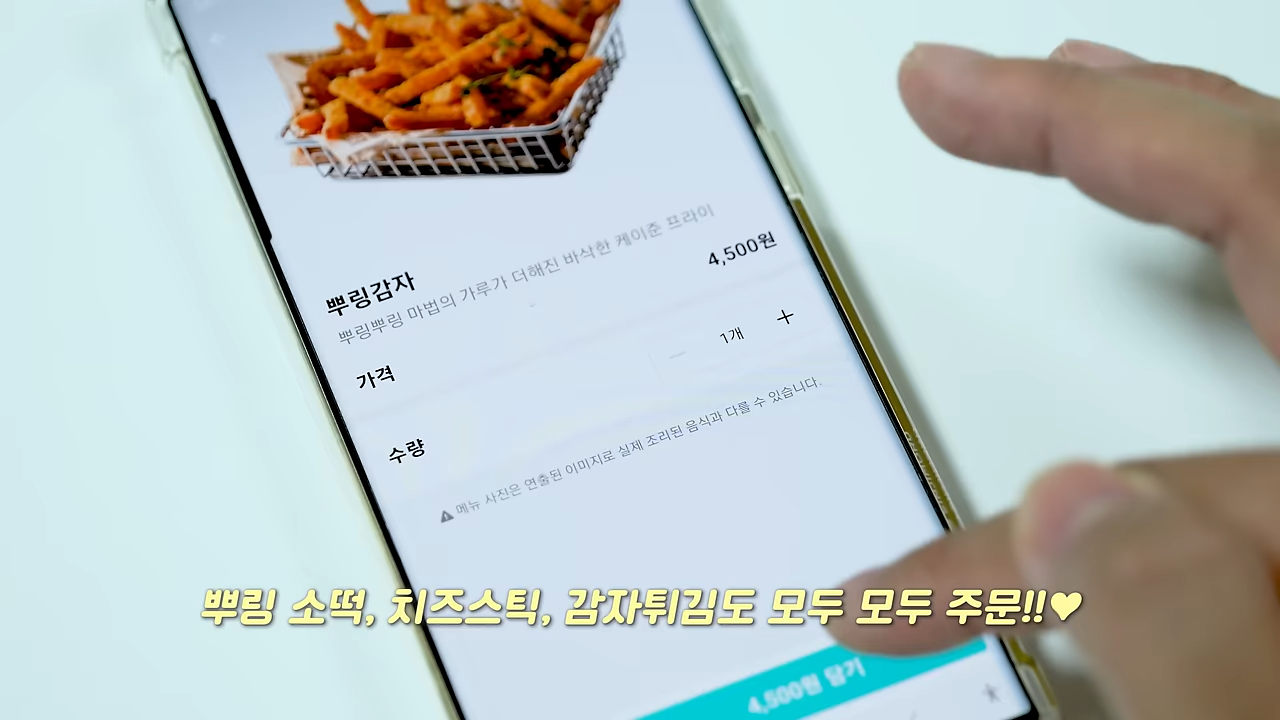 뿌링감자
뿌링뿌링 마법의 가루가 더해진 바삭한 케이준 프라이
가격
4,500원
수량
1개
메뉴 사진은 연출된 이미지로 실제 조리된 음식과 다를 수 있습니다.
뿌링 소떡, 치즈스틱, 감자튀김도 모두 모두 주문!!♥
4,500원 담기